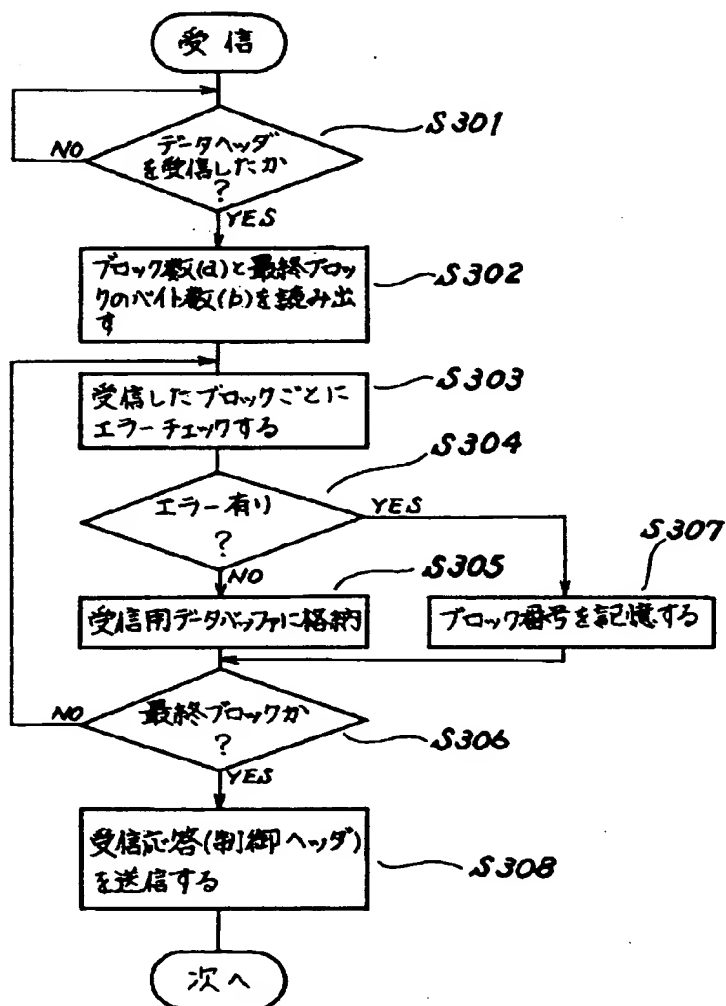 受信
S301
データヘッダ
を受信したか
?
NO
YES
ブロック数(a)と最終ブロッ
クのバイト数(b)を読み出
す
S302
受信したブロックごとに
エラーチェックする
S303
S304
エラー有り
?
YES
NO
S305
S307
受信用データバッファに格納
ブロック番号を記憶する
最終ブロックか
?
NO
S306
YES
受信応答(制御ヘッダ)
を送信する
S308
次へ